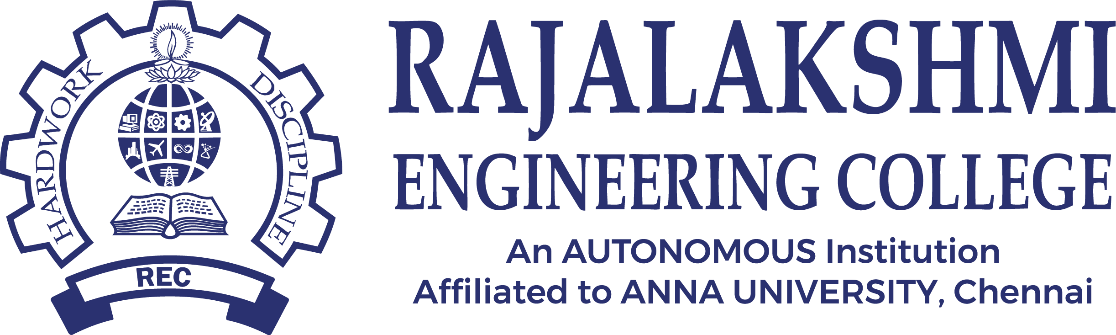 HARDWORK
DISCIPLINE
REC
RAJALAKSHMI
ENGINEERING COLLEGE
An AUTONOMOUS Institution
Affiliated to ANNA UNIVERSITY, Chennai